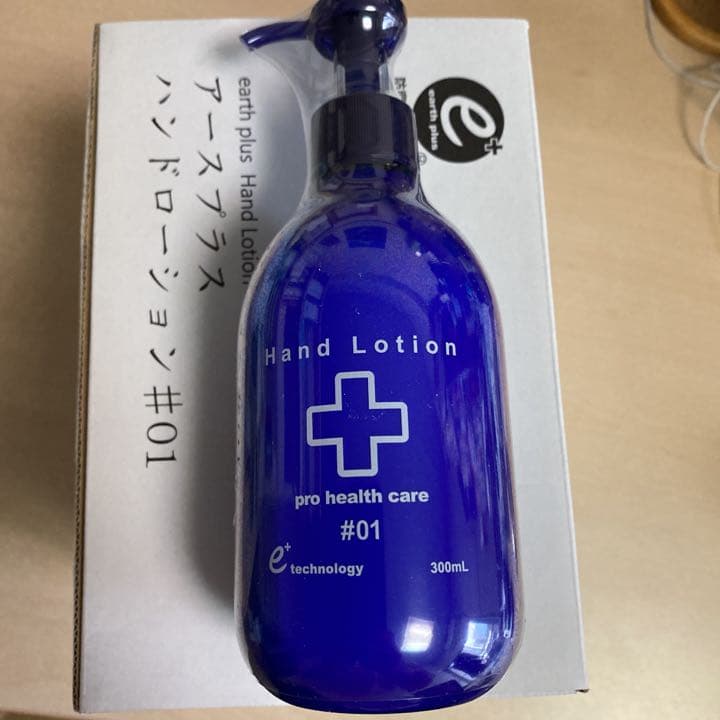 Hand Lotion
pro health care
#01
e+ technology
300mL
e+
earth plus
earth plus Hand Lotion
アースプラス
ハンドローション#01